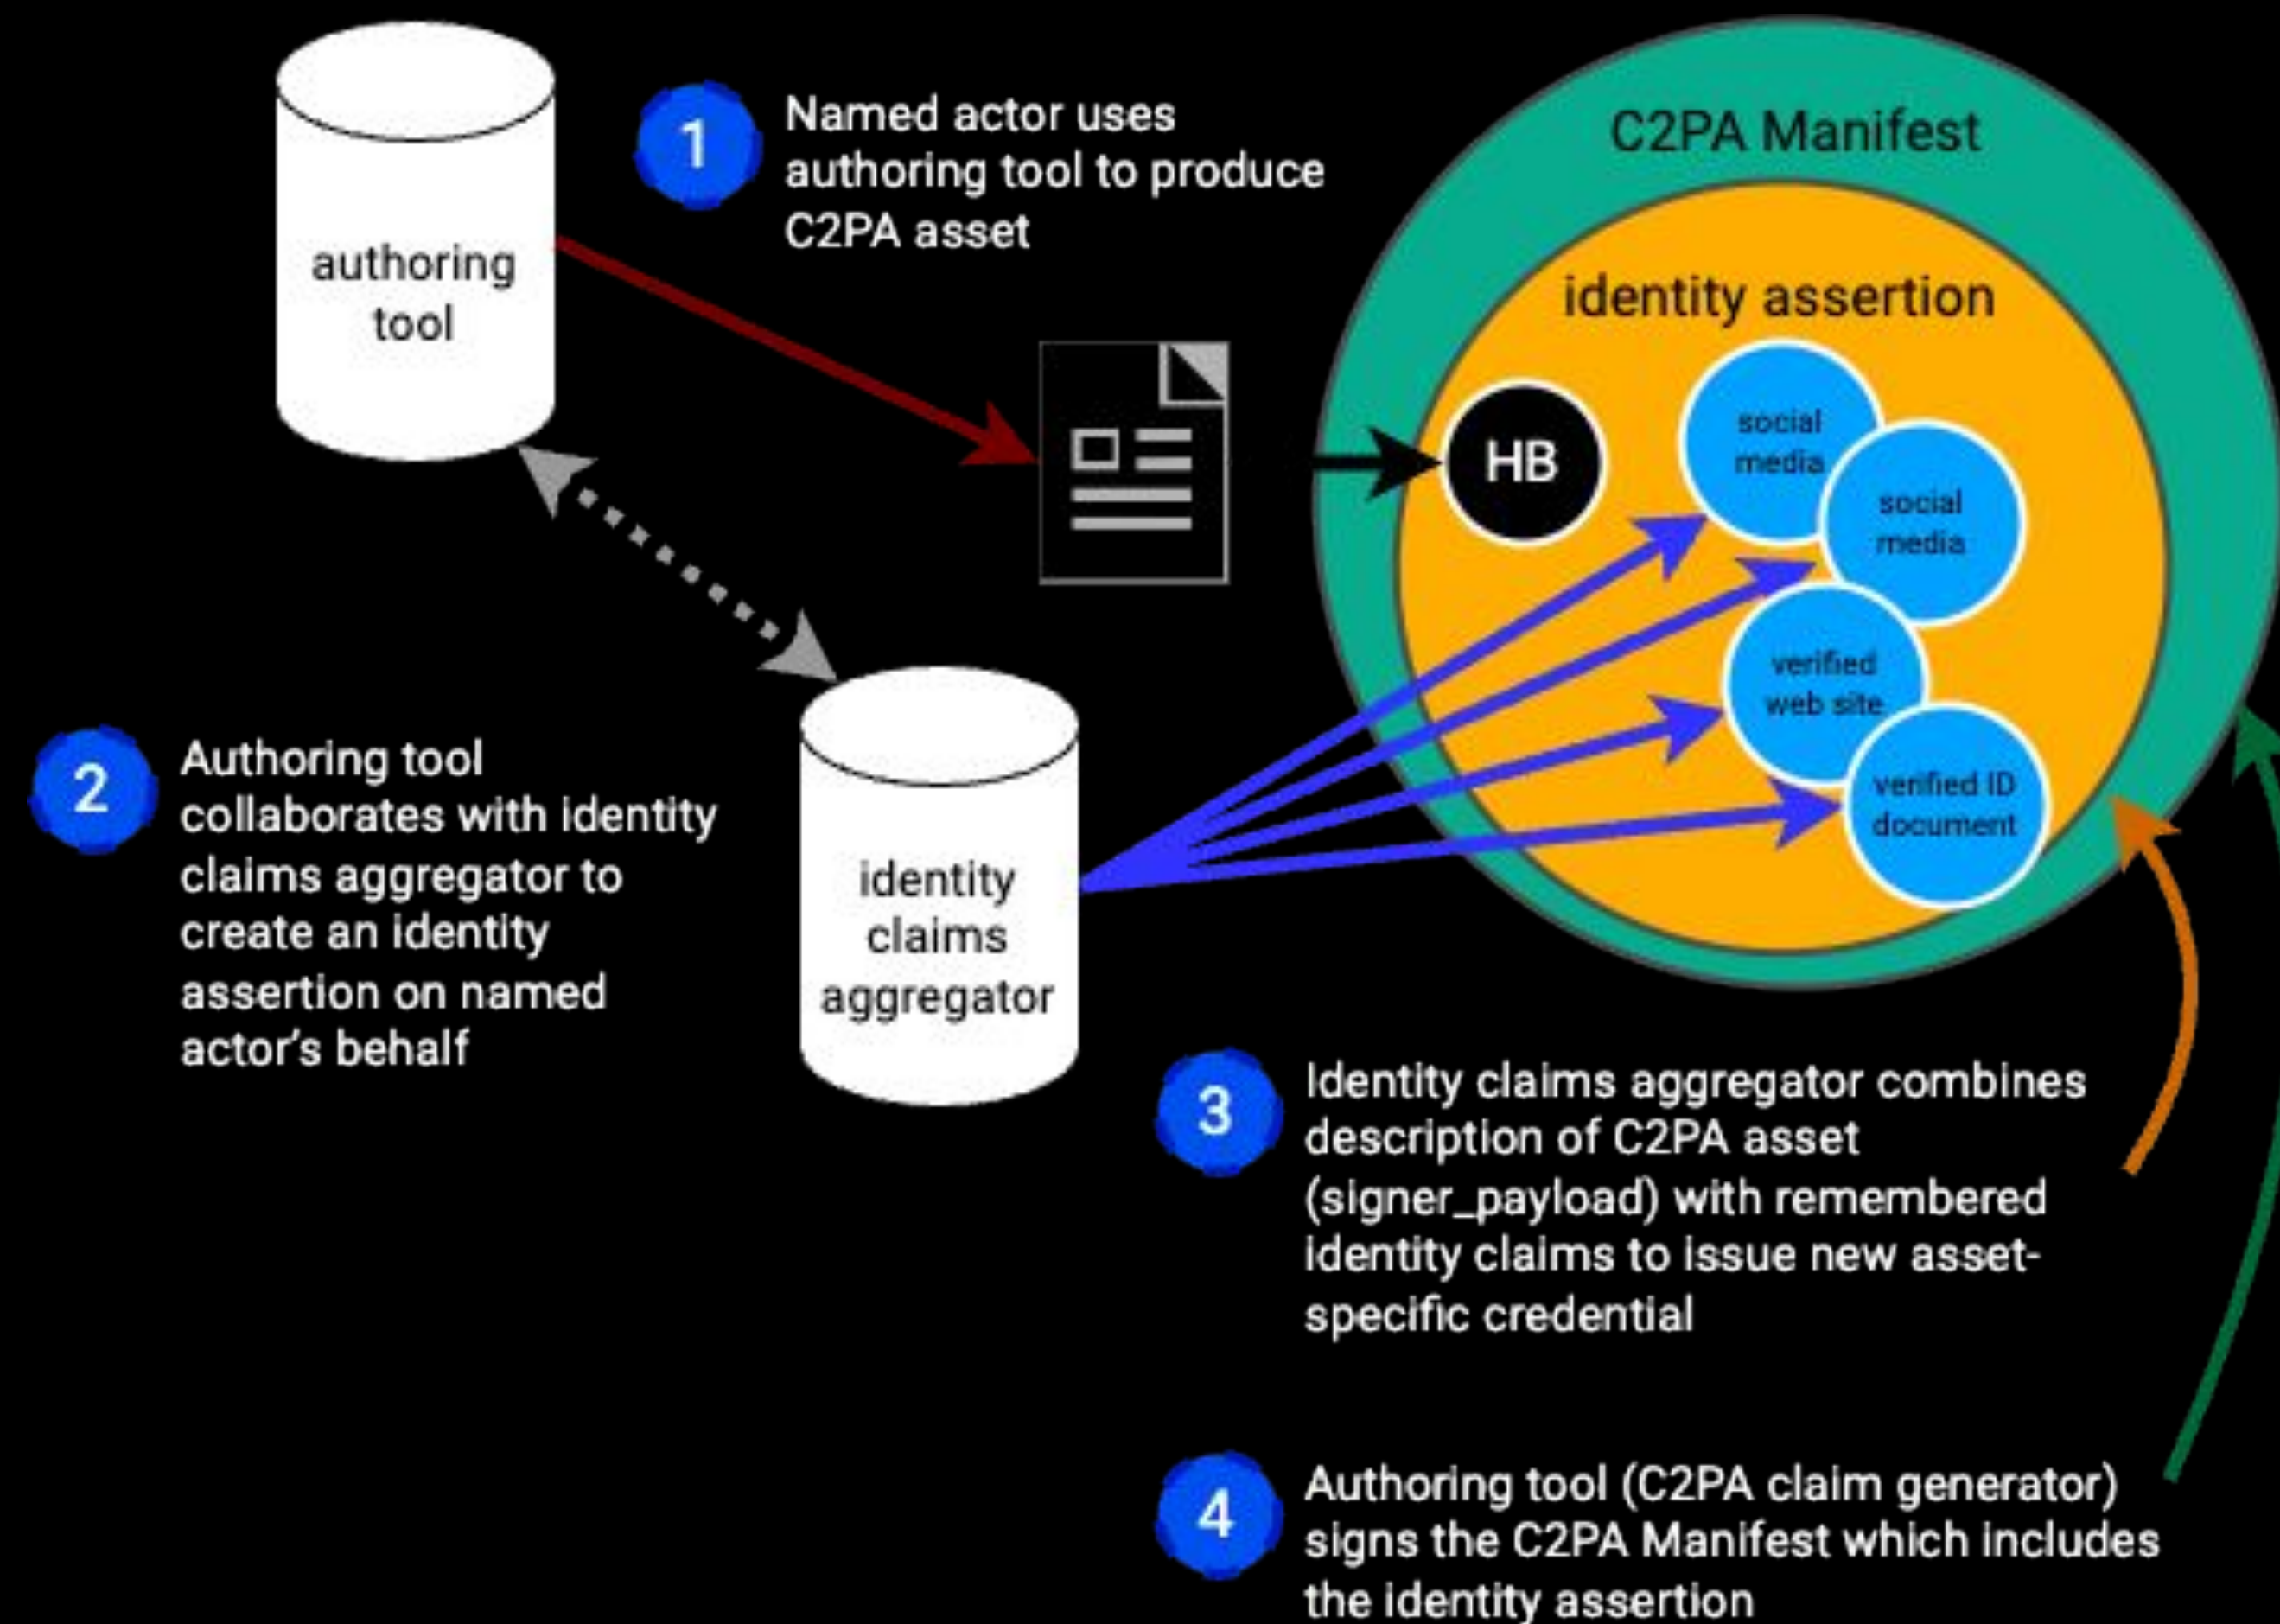 authoring
tool
1
Named actor uses
authoring tool to produce
C2PA asset
C2PA Manifest
identity assertion
HB
social
media
social
media
verified
web site
verified ID
document
2
Authoring tool
collaborates with identity
claims aggregator to
create an identity
assertion on named
actor’s behalf
identity
claims
aggregator
3
Identity claims aggregator combines
description of C2PA asset
(signer_payload) with remembered
identity claims to issue new asset-
specific credential
4
Authoring tool (C2PA claim generator)
signs the C2PA Manifest which includes
the identity assertion